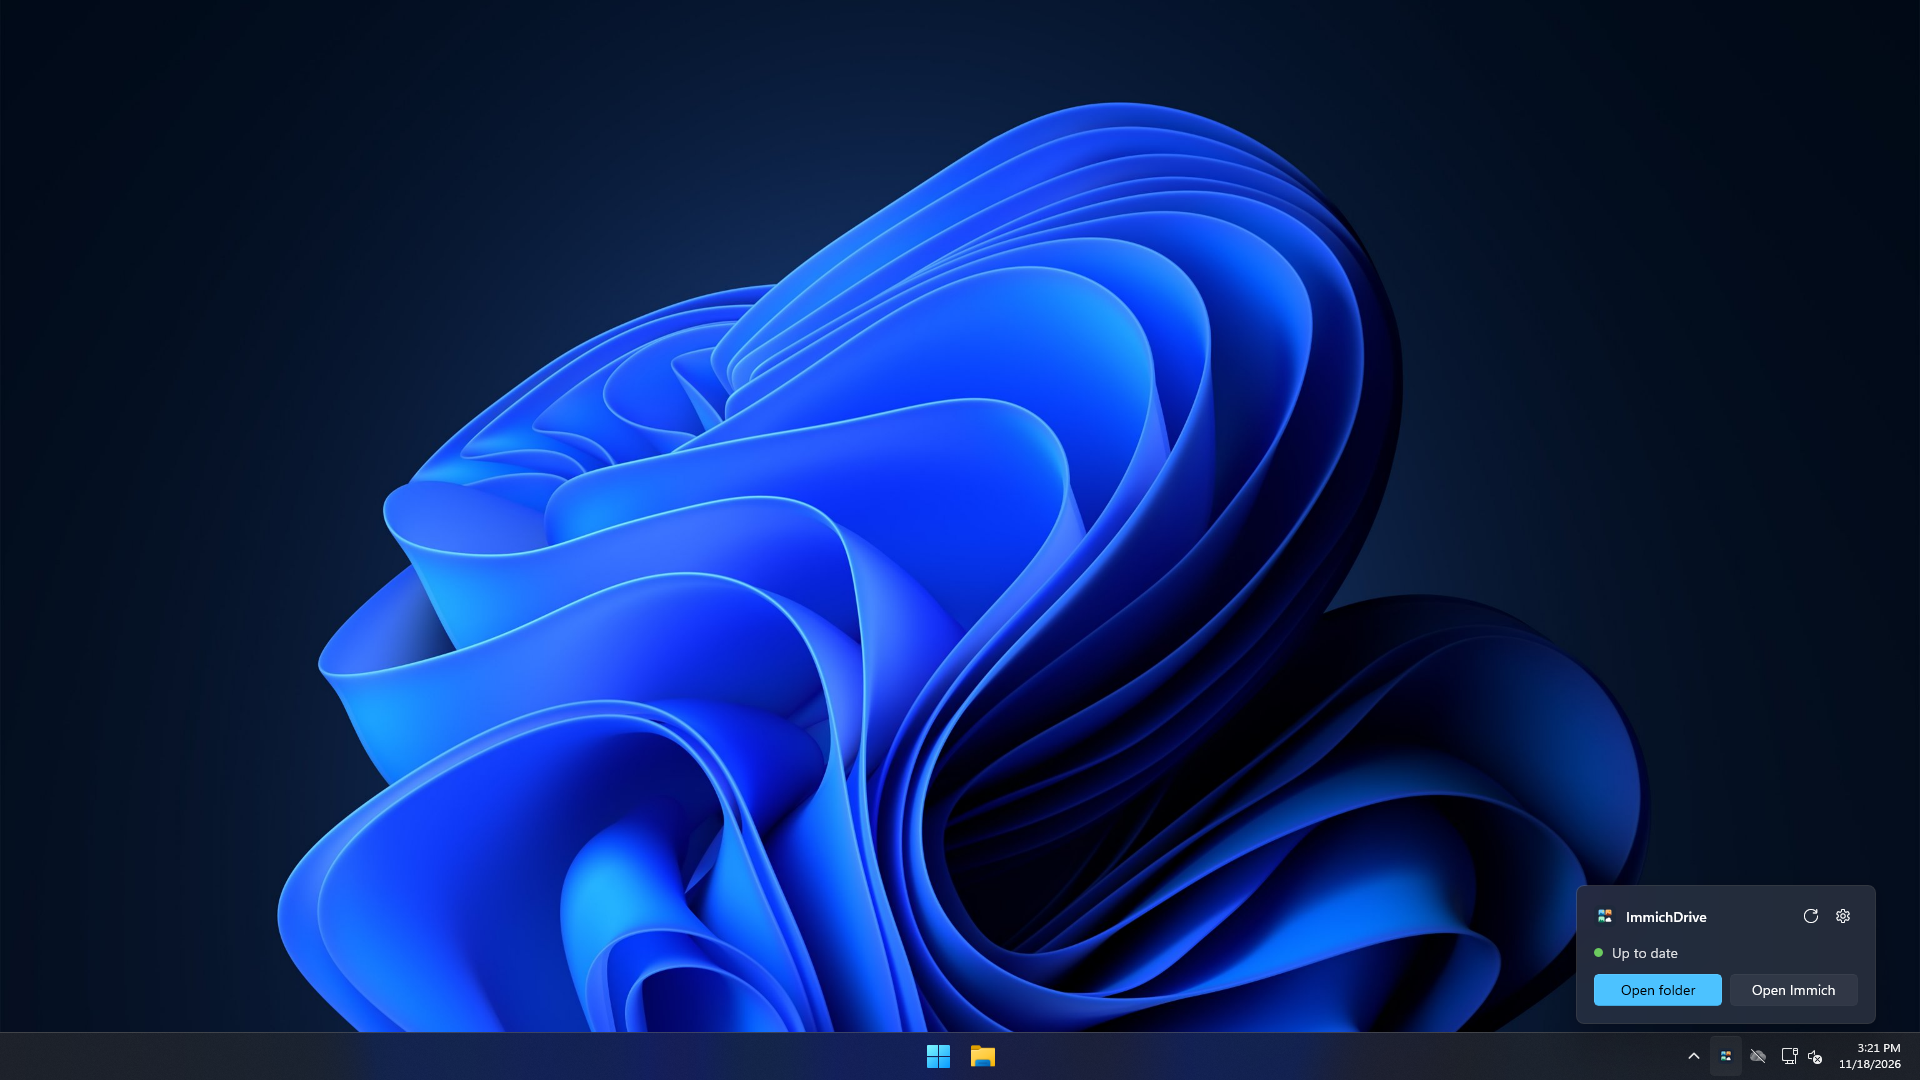 ImmichDrive
Up to date
Open folder
Open Immich
3:21 PM
11/18/2026